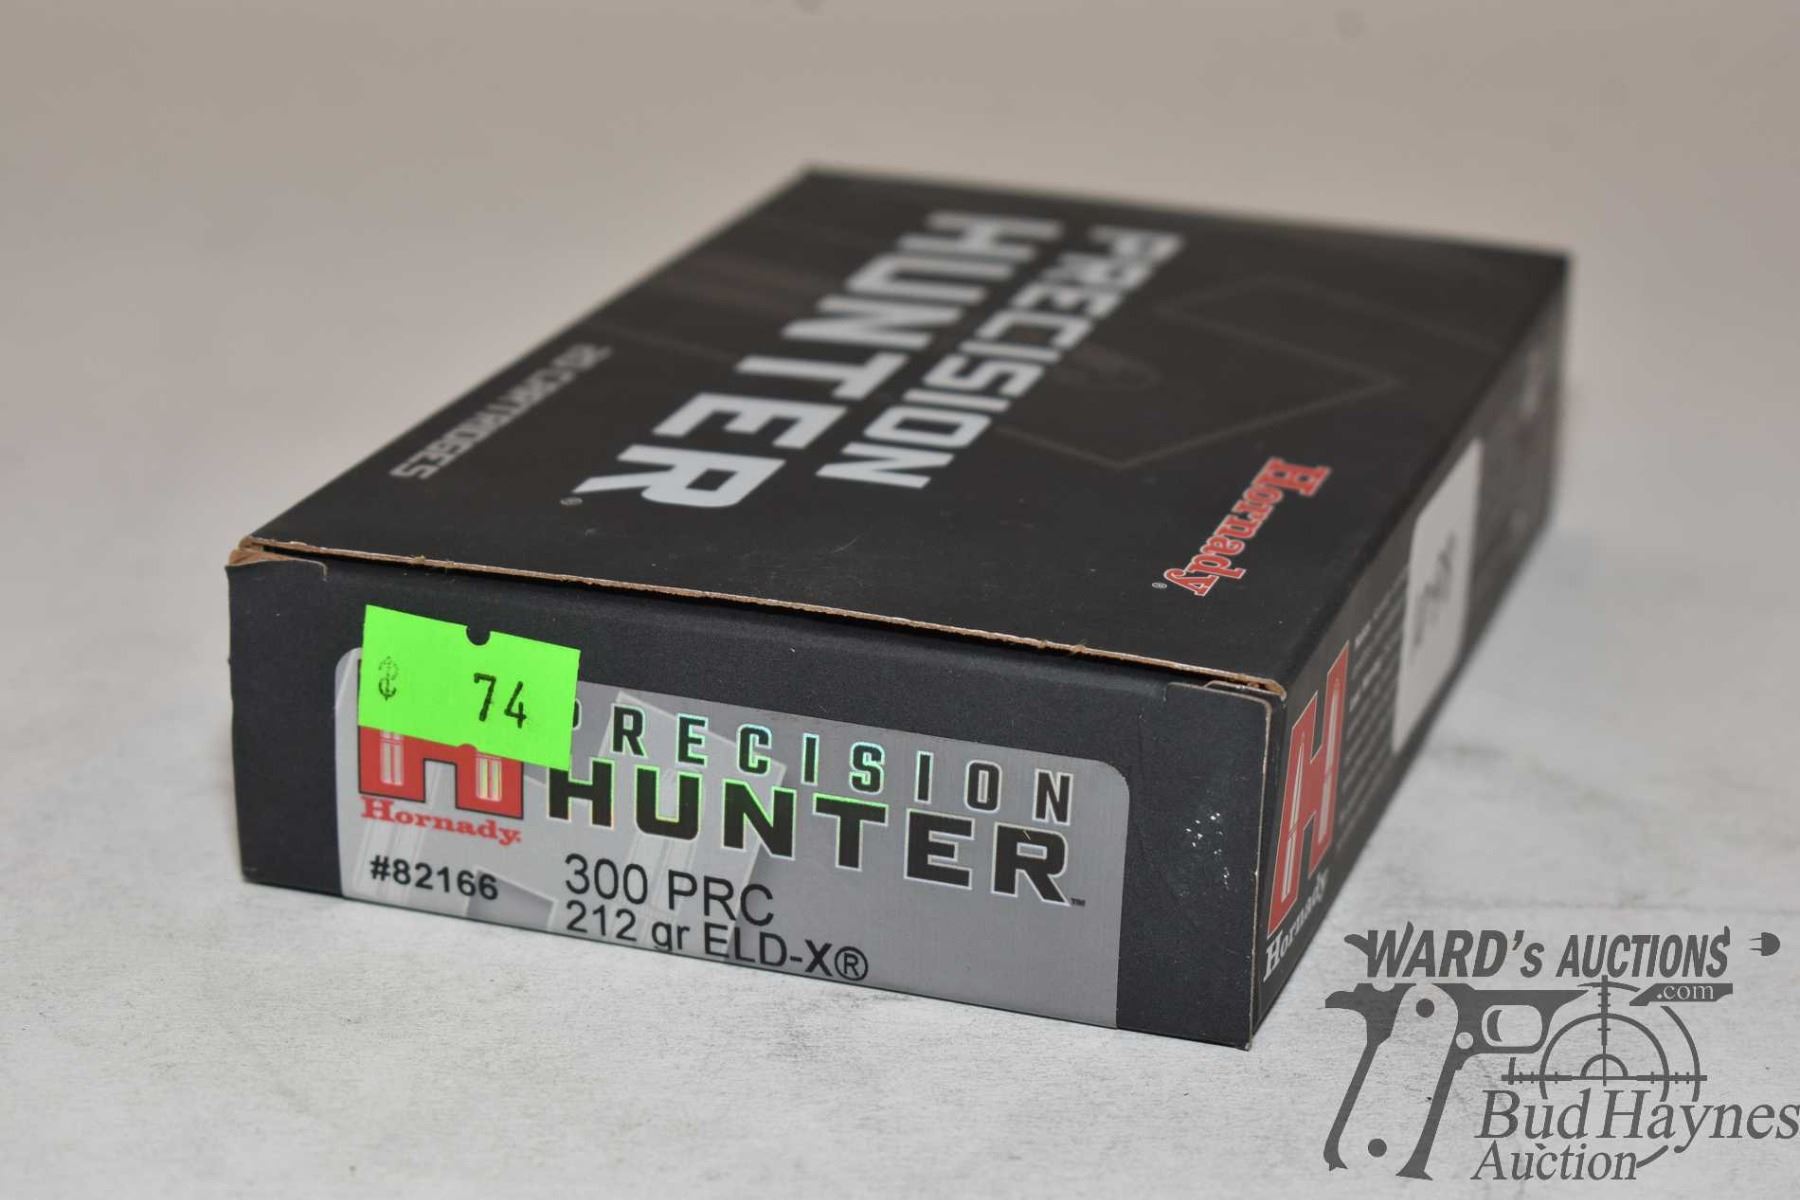 PRECISION
HUNTER®
20 CARTRIDGES
Hornady®
$ 74
PRECISION
HUNTER™
Hornady.
#82166
300 PRC
212 gr ELD-X®
Hornady
WARD's AUCTIONS
.com
Bud Haynes
Auction